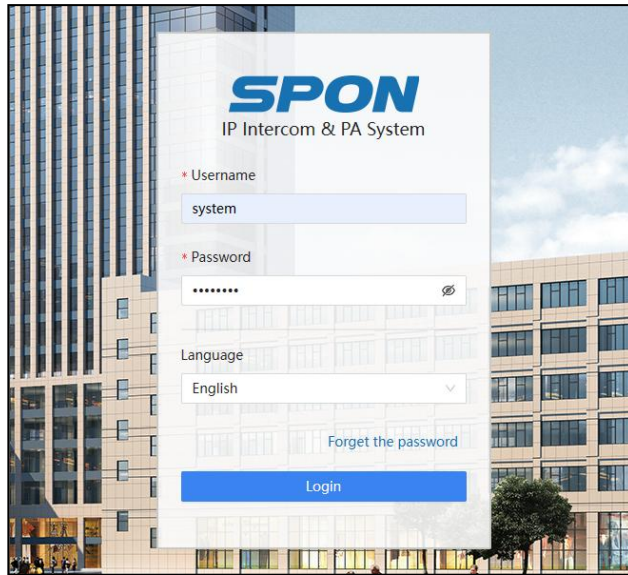 SPON
IP Intercom & PA System
* Username
system
* Password
••••••••
Language
English
Forget the password
Login